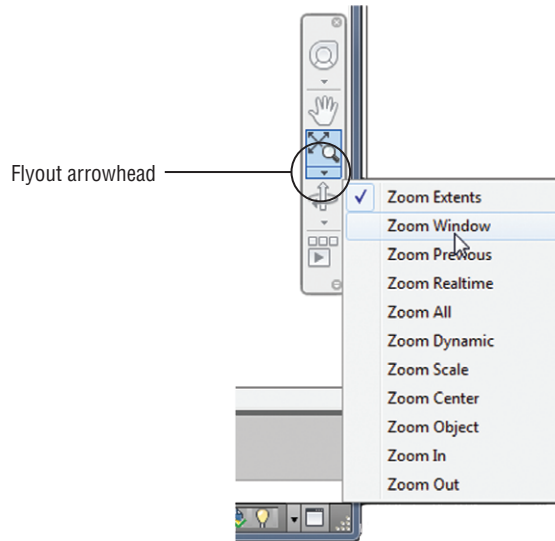 Flyout arrowhead
Zoom Extents
Zoom Window
Zoom Previous
Zoom Realtime
Zoom All
Zoom Dynamic
Zoom Scale
Zoom Center
Zoom Object
Zoom In
Zoom Out